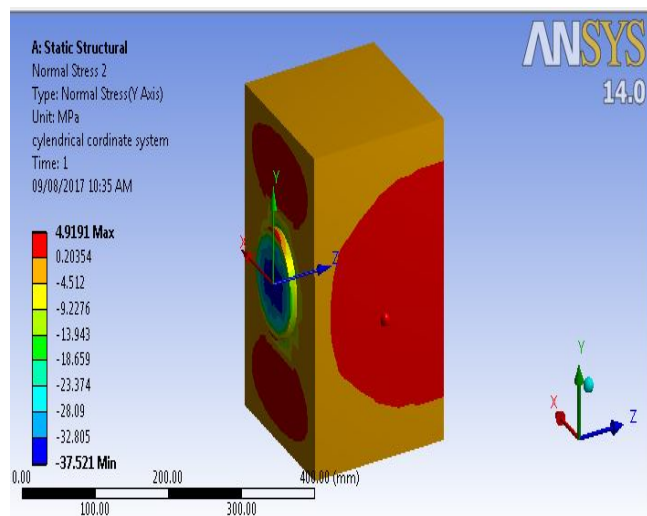 A: Static Structural
Normal Stress 2
Type: Normal Stress(Y Axis)
Unit: MPa
cylendrical cordinate system
Time: 1
09/08/2017 10:35 AM
ANSYS
14.0
4.9191 Max
0.20354
-4.512
-9.2276
-13.943
-18.659
-23.374
-28.09
-32.805
-37.521 Min
Y
X
Z
Y
X
Z
0.00 200.00 400.00 (mm)
100.00 300.00